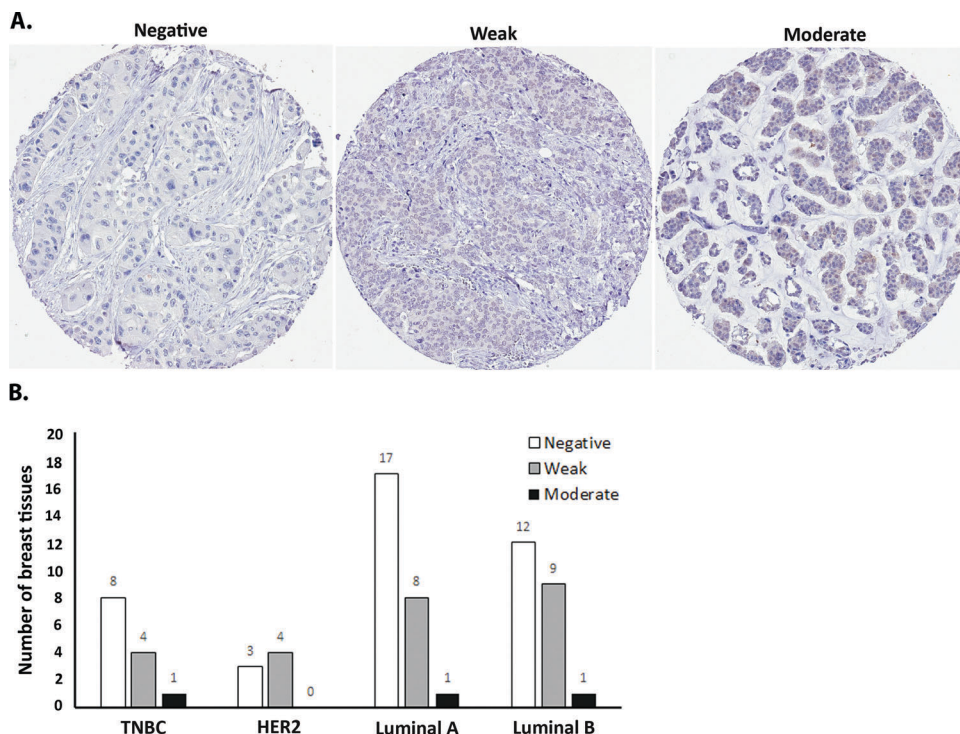 A.
Negative
Weak
Moderate
B.
Number of breast tissues
20
18
16
14
12
10
8
6
4
2
0
Negative
Weak
Moderate
8
4
1
3
4
0
17
8
1
12
9
1
TNBC
HER2
Luminal A
Luminal B